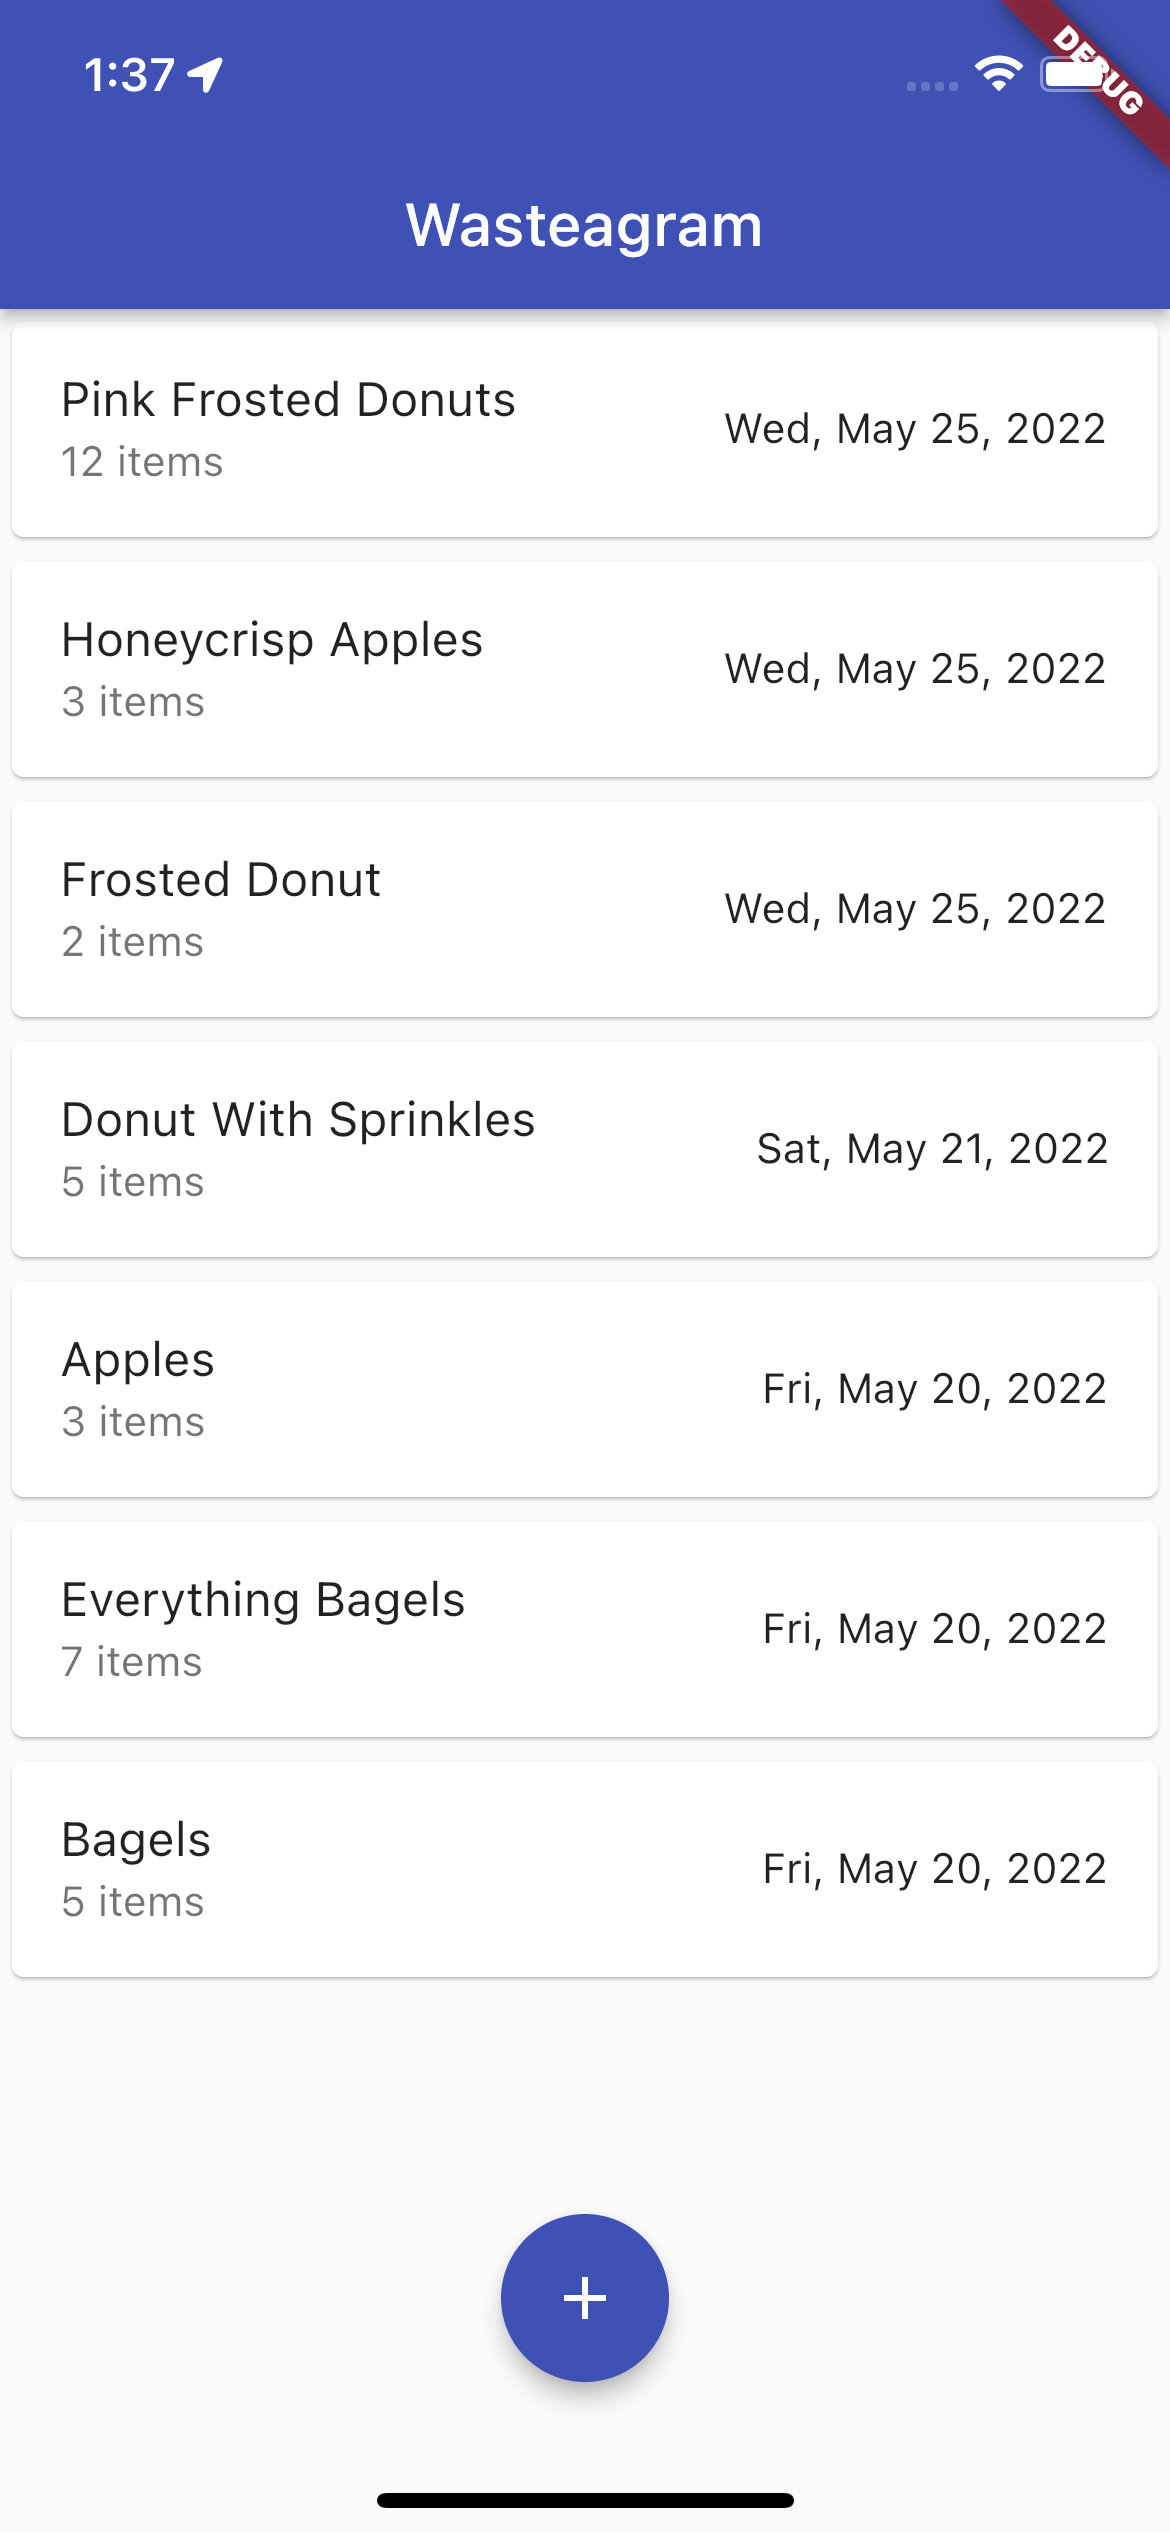 1:37
DEBUG
Wasteagram
Pink Frosted Donuts
12 items
Wed, May 25, 2022
Honeycrisp Apples
3 items
Wed, May 25, 2022
Frosted Donut
2 items
Wed, May 25, 2022
Donut With Sprinkles
5 items
Sat, May 21, 2022
Apples
3 items
Fri, May 20, 2022
Everything Bagels
7 items
Fri, May 20, 2022
Bagels
5 items
Fri, May 20, 2022